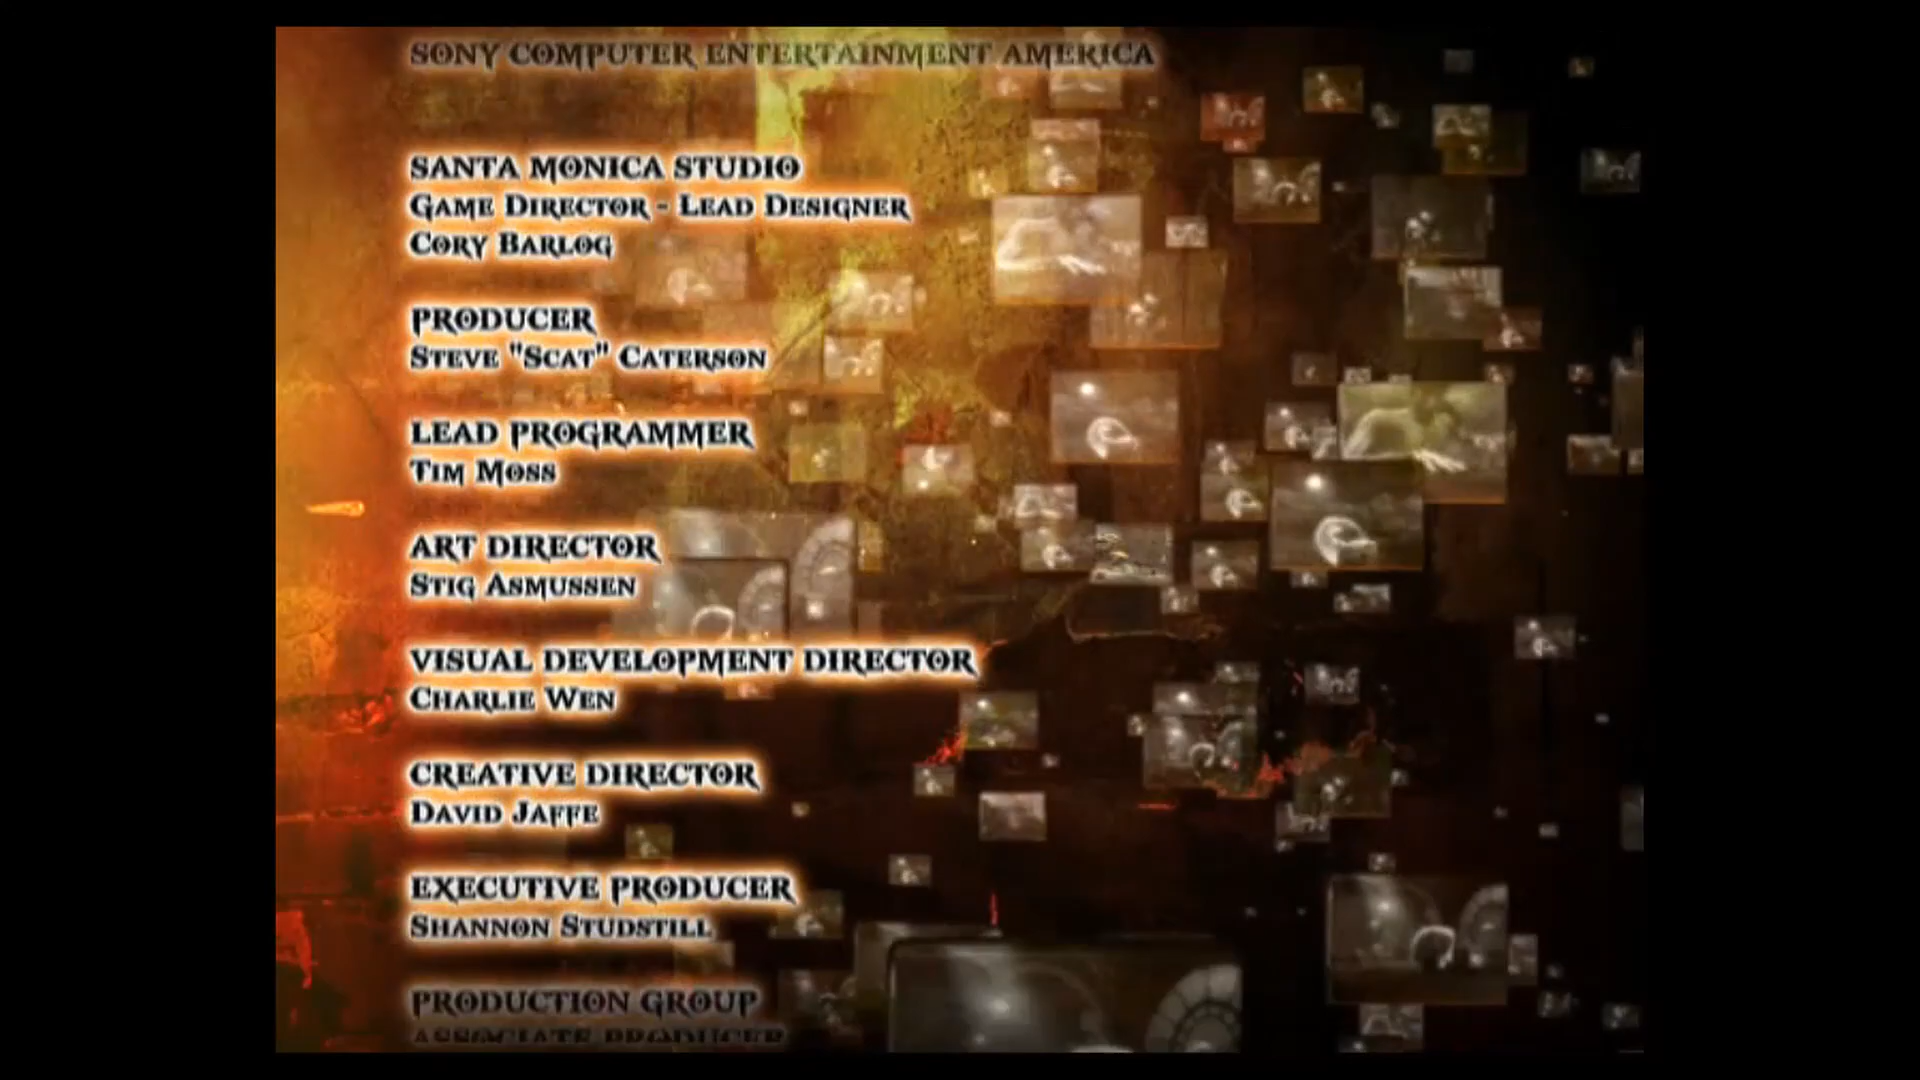 SONY COMPUTER ENTERTAINMENT AMERICA
SANTA MONICA STUDIO
GAME DIRECTOR - LEAD DESIGNER
CORY BARLOG
PRODUCER
STEVE "SCAT" CATERSON
LEAD PROGRAMMER
TIM MOSS
ART DIRECTOR
STIG ASMUSSEN
VISUAL DEVELOPMENT DIRECTOR
CHARLIE WEN
CREATIVE DIRECTOR
DAVID JAFFE
EXECUTIVE PRODUCER
SHANNON STUDSTILL
PRODUCTION GROUP
ASSOCIATE PRODUCER